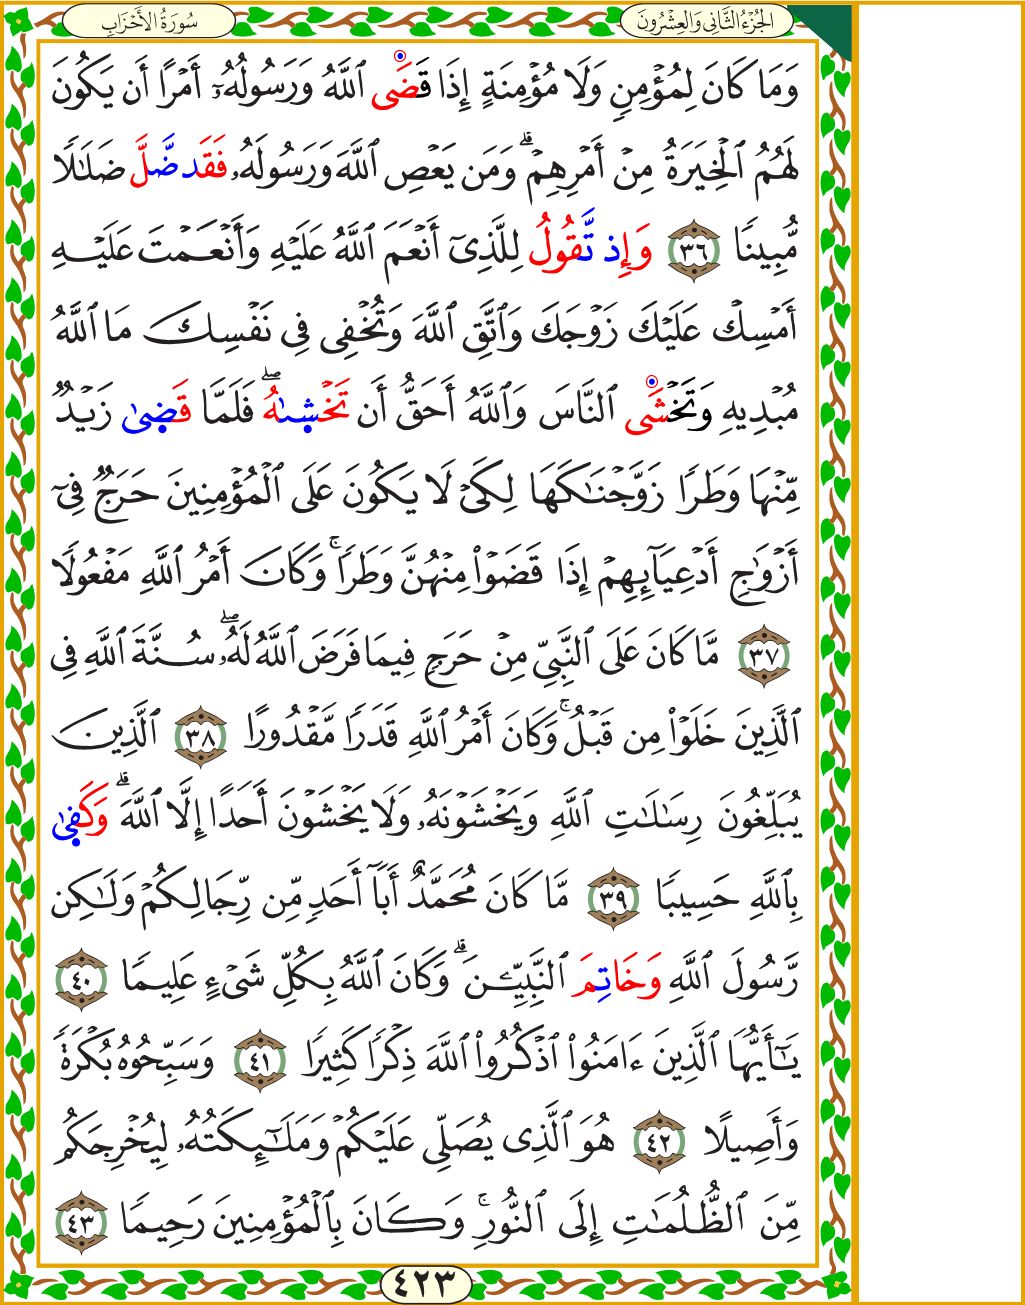 الجُزْءُ الثَّانِي وَالعِشْرُونَ
سُورَةُ الأَحْزَابِ
وَمَا كَانَ لِمُؤْمِنٍ وَلَا مُؤْمِنَةٍ إِذَا قَضَى ٱللَّهُ وَرَسُولُهُۥٓ أَمْرًا أَن يَكُونَ
لَهُمُ ٱلْخِيَرَةُ مِنْ أَمْرِهِمْ ۗ وَمَن يَعْصِ ٱللَّهَ وَرَسُولَهُۥ فَقَد ضَّلَّ ضَلَٰلًا
مُّبِينًا ٣٦ وَإِذ تَّقُولُ لِلَّذِىٓ أَنْعَمَ ٱللَّهُ عَلَيْهِ وَأَنْعَمْتَ عَلَيْهِ
أَمْسِكْ عَلَيْكَ زَوْجَكَ وَٱتَّقِ ٱللَّهَ وَتُخْفِى فِى نَفْسِكَ مَا ٱللَّهُ
مُبْدِيهِ وَتَخْشَى ٱلنَّاسَ وَٱللَّهُ أَحَقُّ أَن تَخْشىٰهُ ۖ فَلَمَّا قَضىٰ زَيْدٌ
مِّنْهَا وَطَرًا زَوَّجْنَٰكَهَا لِكَىْ لَا يَكُونَ عَلَى ٱلْمُؤْمِنِينَ حَرَجٌ فِىٓ
أَزْوَٰجِ أَدْعِيَآئِهِمْ إِذَا قَضَوْا۟ مِنْهُنَّ وَطَرًا ۚ وَكَانَ أَمْرُ ٱللَّهِ مَفْعُولًا
٣٧ مَّا كَانَ عَلَى ٱلنَّبِىِّ مِنْ حَرَجٍ فِيمَا فَرَضَ ٱللَّهُ لَهُۥ ۖ سُنَّةَ ٱللَّهِ فِى
ٱلَّذِينَ خَلَوْا۟ مِن قَبْلُ ۚ وَكَانَ أَمْرُ ٱللَّهِ قَدَرًا مَّقْدُورًا ٣٨ ٱلَّذِينَ
يُبَلِّغُونَ رِسَٰلَٰتِ ٱللَّهِ وَيَخْشَوْنَهُۥ وَلَا يَخْشَوْنَ أَحَدًا إِلَّا ٱللَّهَ ۗ وَكَفىٰ
بِٱللَّهِ حَسِيبًا ٣٩ مَّا كَانَ مُحَمَّدٌ أَبَآ أَحَدٍ مِّن رِّجَالِكُمْ وَلَٰكِن
رَّسُولَ ٱللَّهِ وَخَاتِمَ ٱلنَّبِيِّـۧنَ ۗ وَكَانَ ٱللَّهُ بِكُلِّ شَىْءٍ عَلِيمًا ٤٠
يَٰٓأَيُّهَا ٱلَّذِينَ ءَامَنُوا۟ ٱذْكُرُوا۟ ٱللَّهَ ذِكْرًا كَثِيرًا ٤١ وَسَبِّحُوهُ بُكْرَةً
وَأَصِيلًا ٤٢ هُوَ ٱلَّذِى يُصَلِّى عَلَيْكُمْ وَمَلَٰٓئِكَتُهُۥ لِيُخْرِجَكُم
مِّنَ ٱلظُّلُمَٰتِ إِلَى ٱلنُّورِ ۚ وَكَانَ بِٱلْمُؤْمِنِينَ رَحِيمًا ٤٣
٤٢٣